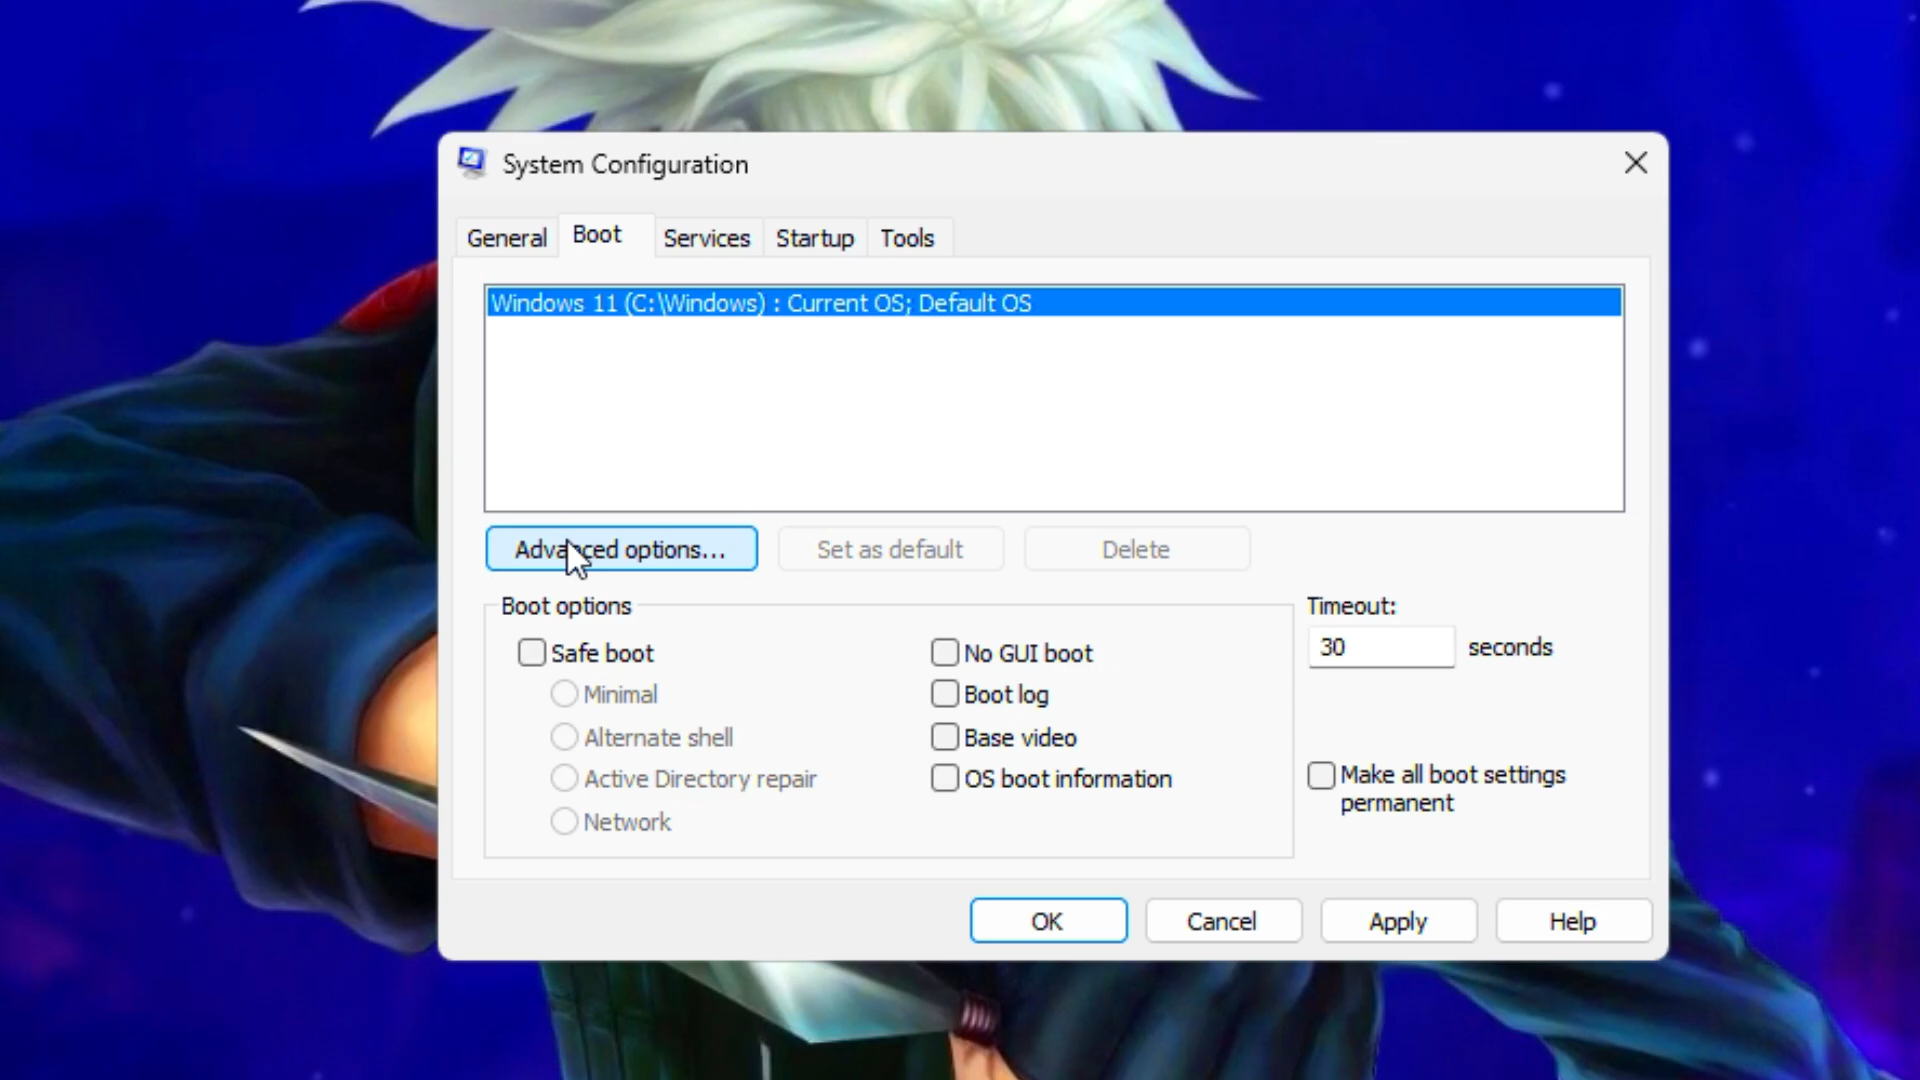 System Configuration
General Boot Services Startup Tools
Windows 11 (C:\Windows) : Current OS; Default OS
Advanced options... Set as default Delete
Boot options Timeout:
Safe boot No GUI boot 30 seconds
Minimal Boot log
Alternate shell Base video
Active Directory repair OS boot information Make all boot settings
permanent
Network
OK Cancel Apply Help